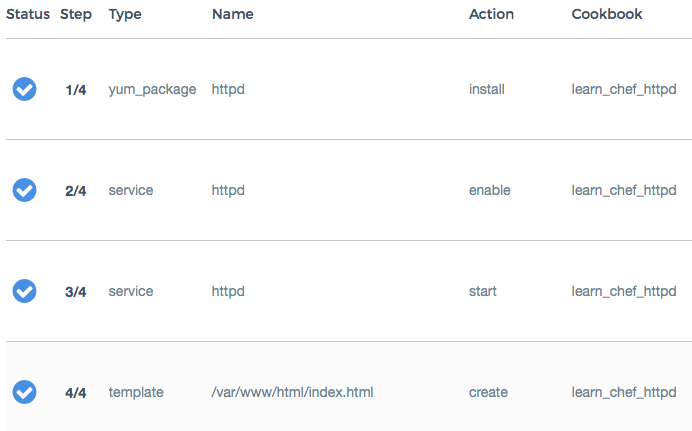 Status Step Type Name Action Cookbook
1/4 yum_package httpd install learn_chef_httpd
2/4 service httpd enable learn_chef_httpd
3/4 service httpd start learn_chef_httpd
4/4 template /var/www/html/index.html create learn_chef_httpd